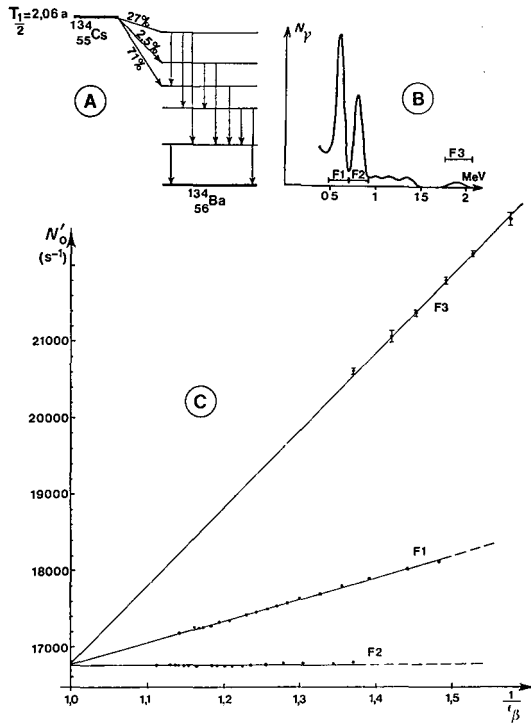 T1/2 = 2,06 a
134 55 Cs
27%
2,5%
71%
A
134 56 Ba
Nγ
B
F3
F1 F2
MeV
0 5 1 1,5 2
N'0
(s⁻¹)
21000
20000
19000
18000
17000
F3
F1
F2
1,0 1,1 1,2 1,3 1,4 1,5
1/εβ
C